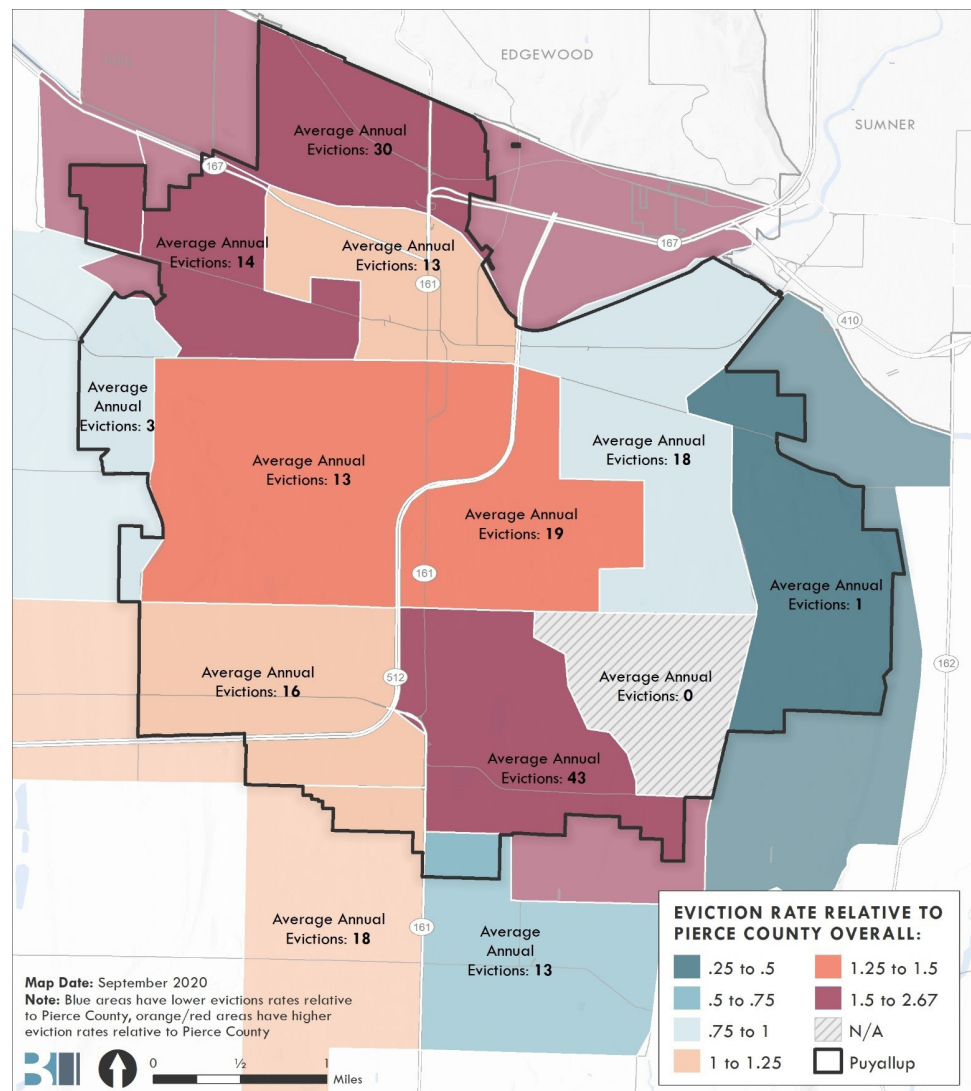 EDGEWOOD
SUMNER
Average Annual
Evictions: 30
167
Average Annual
Evictions: 14
Average Annual
Evictions: 13
161
167
410
Average
Annual
Evictions: 3
Average Annual
Evictions: 13
Average Annual
Evictions: 18
Average Annual
Evictions: 19
161
Average Annual
Evictions: 1
Average Annual
Evictions: 16
512
Average Annual
Evictions: 0
162
Average Annual
Evictions: 43
Average Annual
Evictions: 18
161
Average
Annual
Evictions: 13
EVICTION RATE RELATIVE TO
PIERCE COUNTY OVERALL:
.25 to .5
.5 to .75
.75 to 1
1 to 1.25
1.25 to 1.5
1.5 to 2.67
N/A
Puyallup
Map Date: September 2020
Note: Blue areas have lower evictions rates relative
to Pierce County, orange/red areas have higher
eviction rates relative to Pierce County
0 ½ 1
Miles